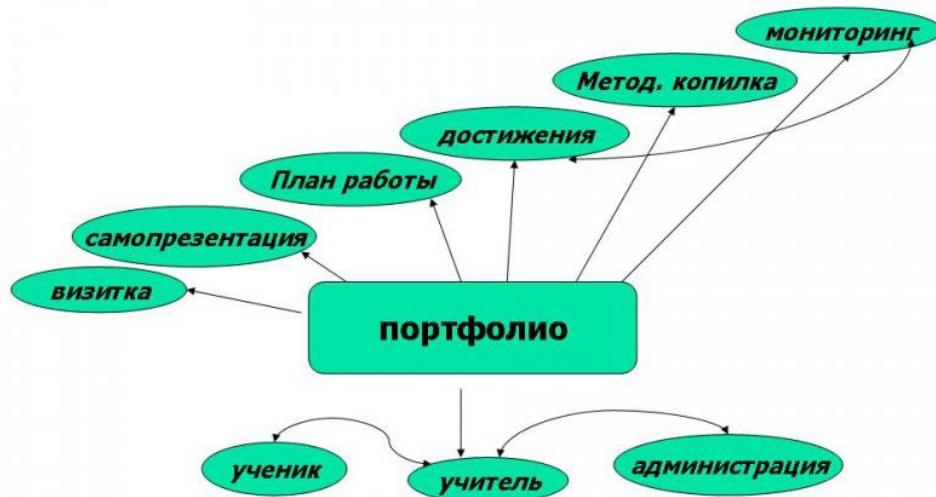 мониторинг
Метод. копилка
достижения
План работы
самопрезентация
визитка
портфолио
ученик
учитель
администрация